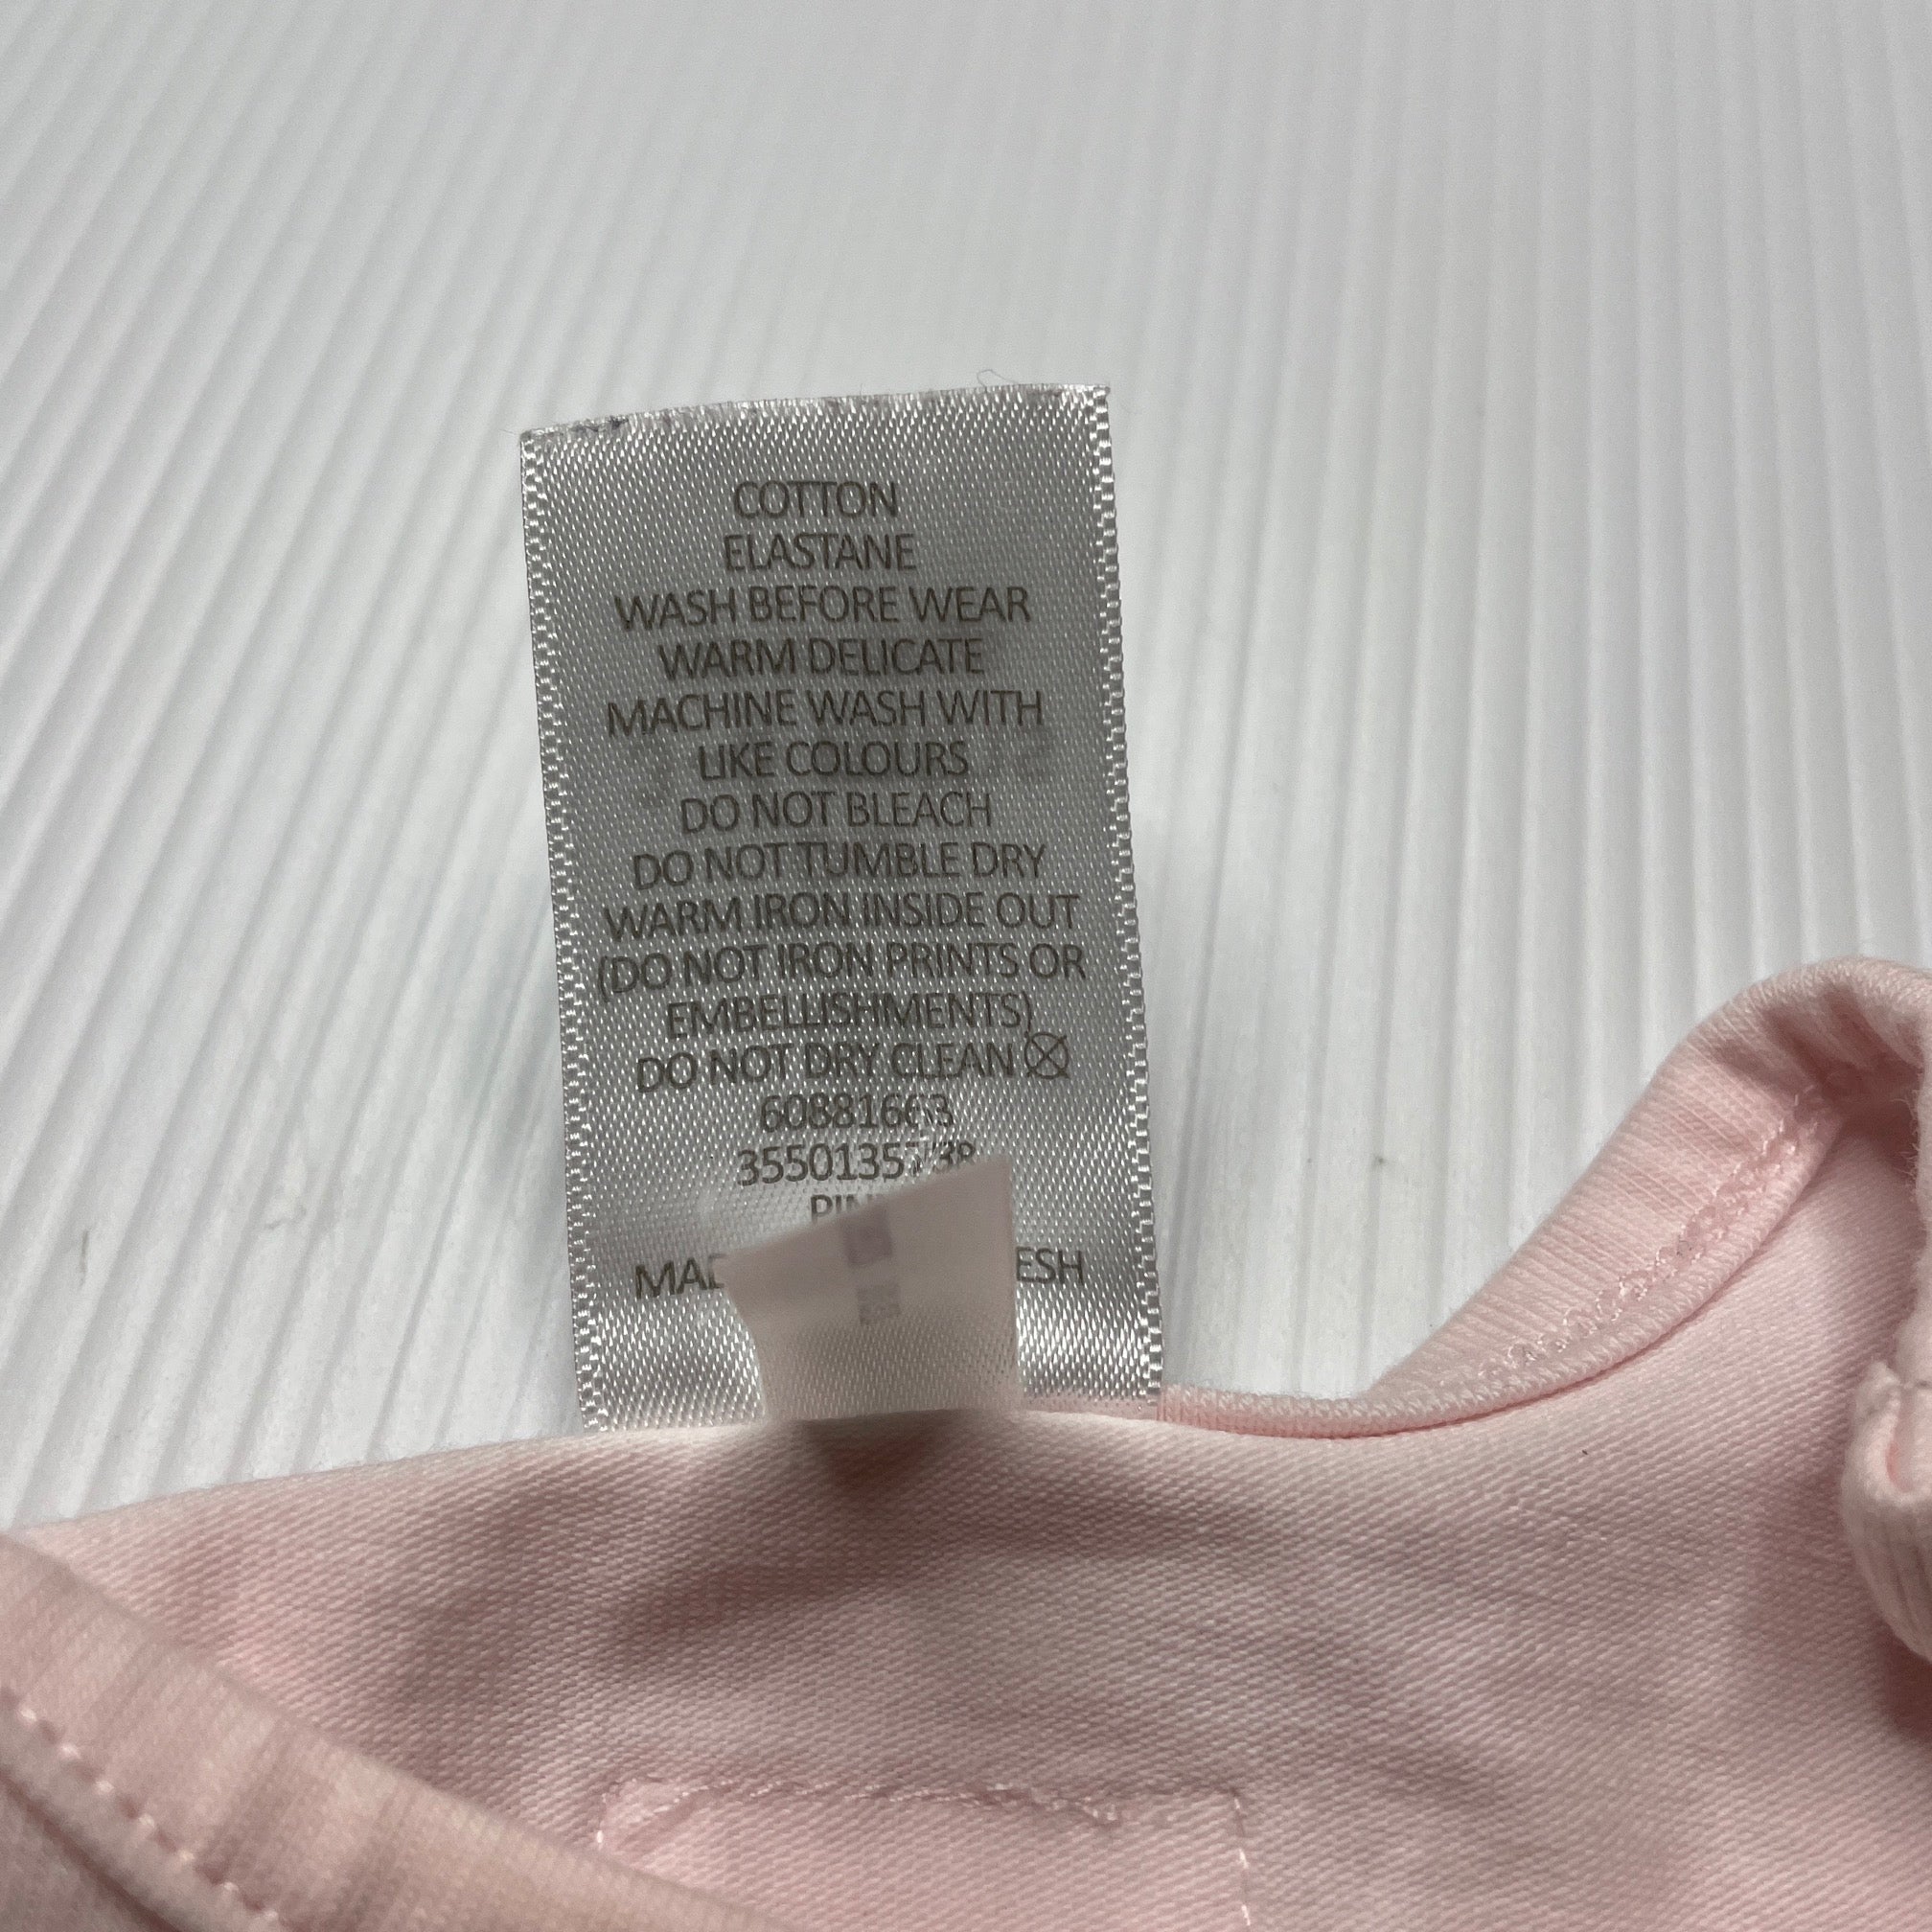 COTTON
ELASTANE
WASH BEFORE WEAR
WARM DELICATE
MACHINE WASH WITH
LIKE COLOURS
DO NOT BLEACH
DO NOT TUMBLE DRY
WARM IRON INSIDE OUT
(DO NOT IRON PRINTS OR
EMBELLISHMENTS)
DO NOT DRY CLEAN